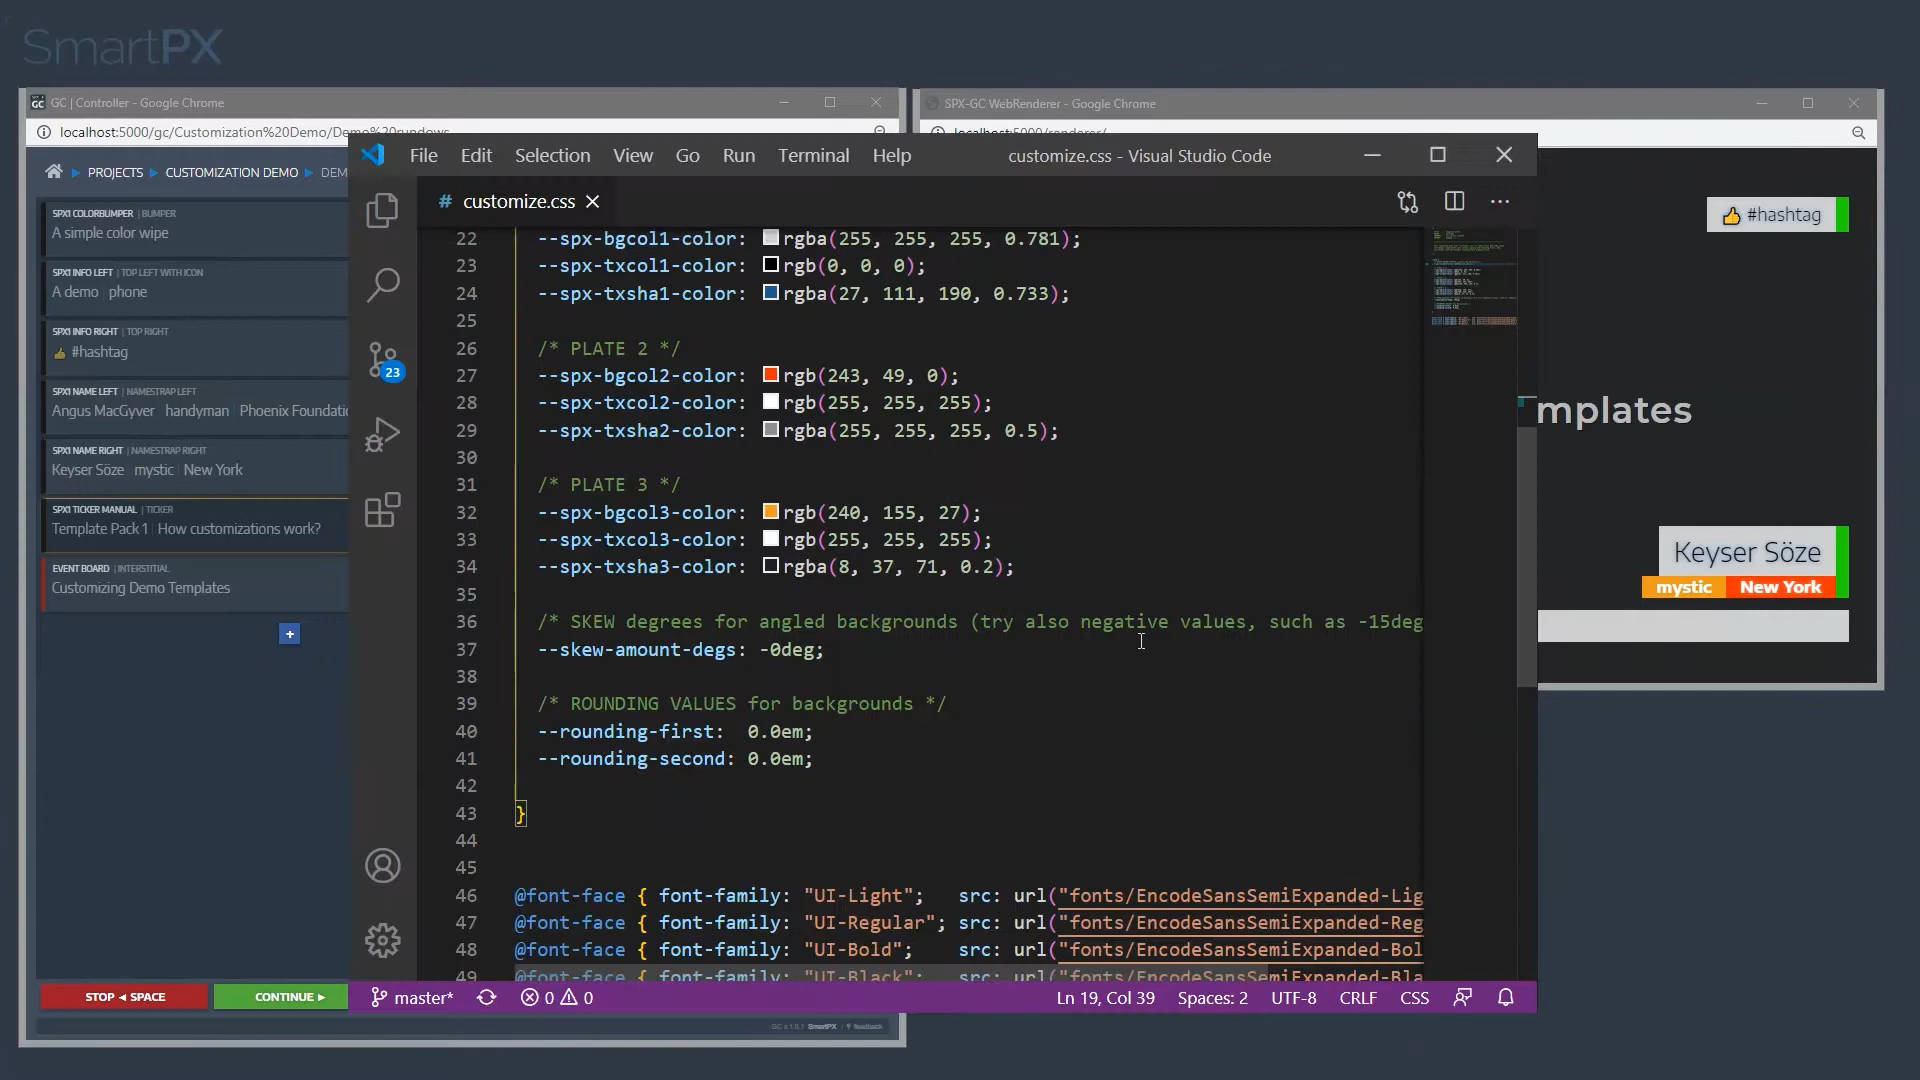 SmartPX
GC | Controller - Google Chrome
localhost:5000/gc/Customization%20Demo/Demo%20rundows
PROJECTS
CUSTOMIZATION DEMO
DEM
SPX1 COLORBUMPER | BUMPER
A simple color wipe
SPX1 INFO LEFT | TOP LEFT WITH ICON
A demo phone
SPX1 INFO RIGHT | TOP RIGHT
👍 #hashtag
SPX1 NAME LEFT | NAMESTRAP LEFT
Angus MacGyver handyman Phoenix Foundatio
SPX1 NAME RIGHT | NAMESTRAP RIGHT
Keyser Söze mystic New York
SPX1 TICKER MANUAL | TICKER
Template Pack 1 How customizations work?
EVENT BOARD | INTERSTITIAL
Customizing Demo Templates
+
STOP ◂ SPACE
CONTINUE ▸
SmartPX
feedback
File Edit Selection View Go Run Terminal Help
customize.css - Visual Studio Code
# customize.css
22 --spx-bgcol1-color: rgba(255, 255, 255, 0.781);
23 --spx-txcol1-color: rgb(0, 0, 0);
24 --spx-txsha1-color: rgba(27, 111, 190, 0.733);
25
26 /* PLATE 2 */
27 --spx-bgcol2-color: rgb(243, 49, 0);
28 --spx-txcol2-color: rgb(255, 255, 255);
29 --spx-txsha2-color: rgba(255, 255, 255, 0.5);
30
31 /* PLATE 3 */
32 --spx-bgcol3-color: rgb(240, 155, 27);
33 --spx-txcol3-color: rgb(255, 255, 255);
34 --spx-txsha3-color: rgba(8, 37, 71, 0.2);
35
36 /* SKEW degrees for angled backgrounds (try also negative values, such as -15deg
37 --skew-amount-degs: -0deg;
38
39 /* ROUNDING VALUES for backgrounds */
40 --rounding-first: 0.0em;
41 --rounding-second: 0.0em;
42
43 }
44
45
46 @font-face { font-family: "UI-Light"; src: url("fonts/EncodeSansSemiExpanded-Lig
47 @font-face { font-family: "UI-Regular"; src: url("fonts/EncodeSansSemiExpanded-Reg
48 @font-face { font-family: "UI-Bold"; src: url("fonts/EncodeSansSemiExpanded-Bol
49 @font-face { font-family: "UI-Black"; src: url("fonts/EncodeSansSemiExpanded-Bla
23
master* 0 0
Ln 19, Col 39 Spaces: 2 UTF-8 CRLF CSS
SPX-GC WebRenderer - Google Chrome
localhost:5000/renderer/
👍 #hashtag
mplates
Keyser Söze
mystic New York